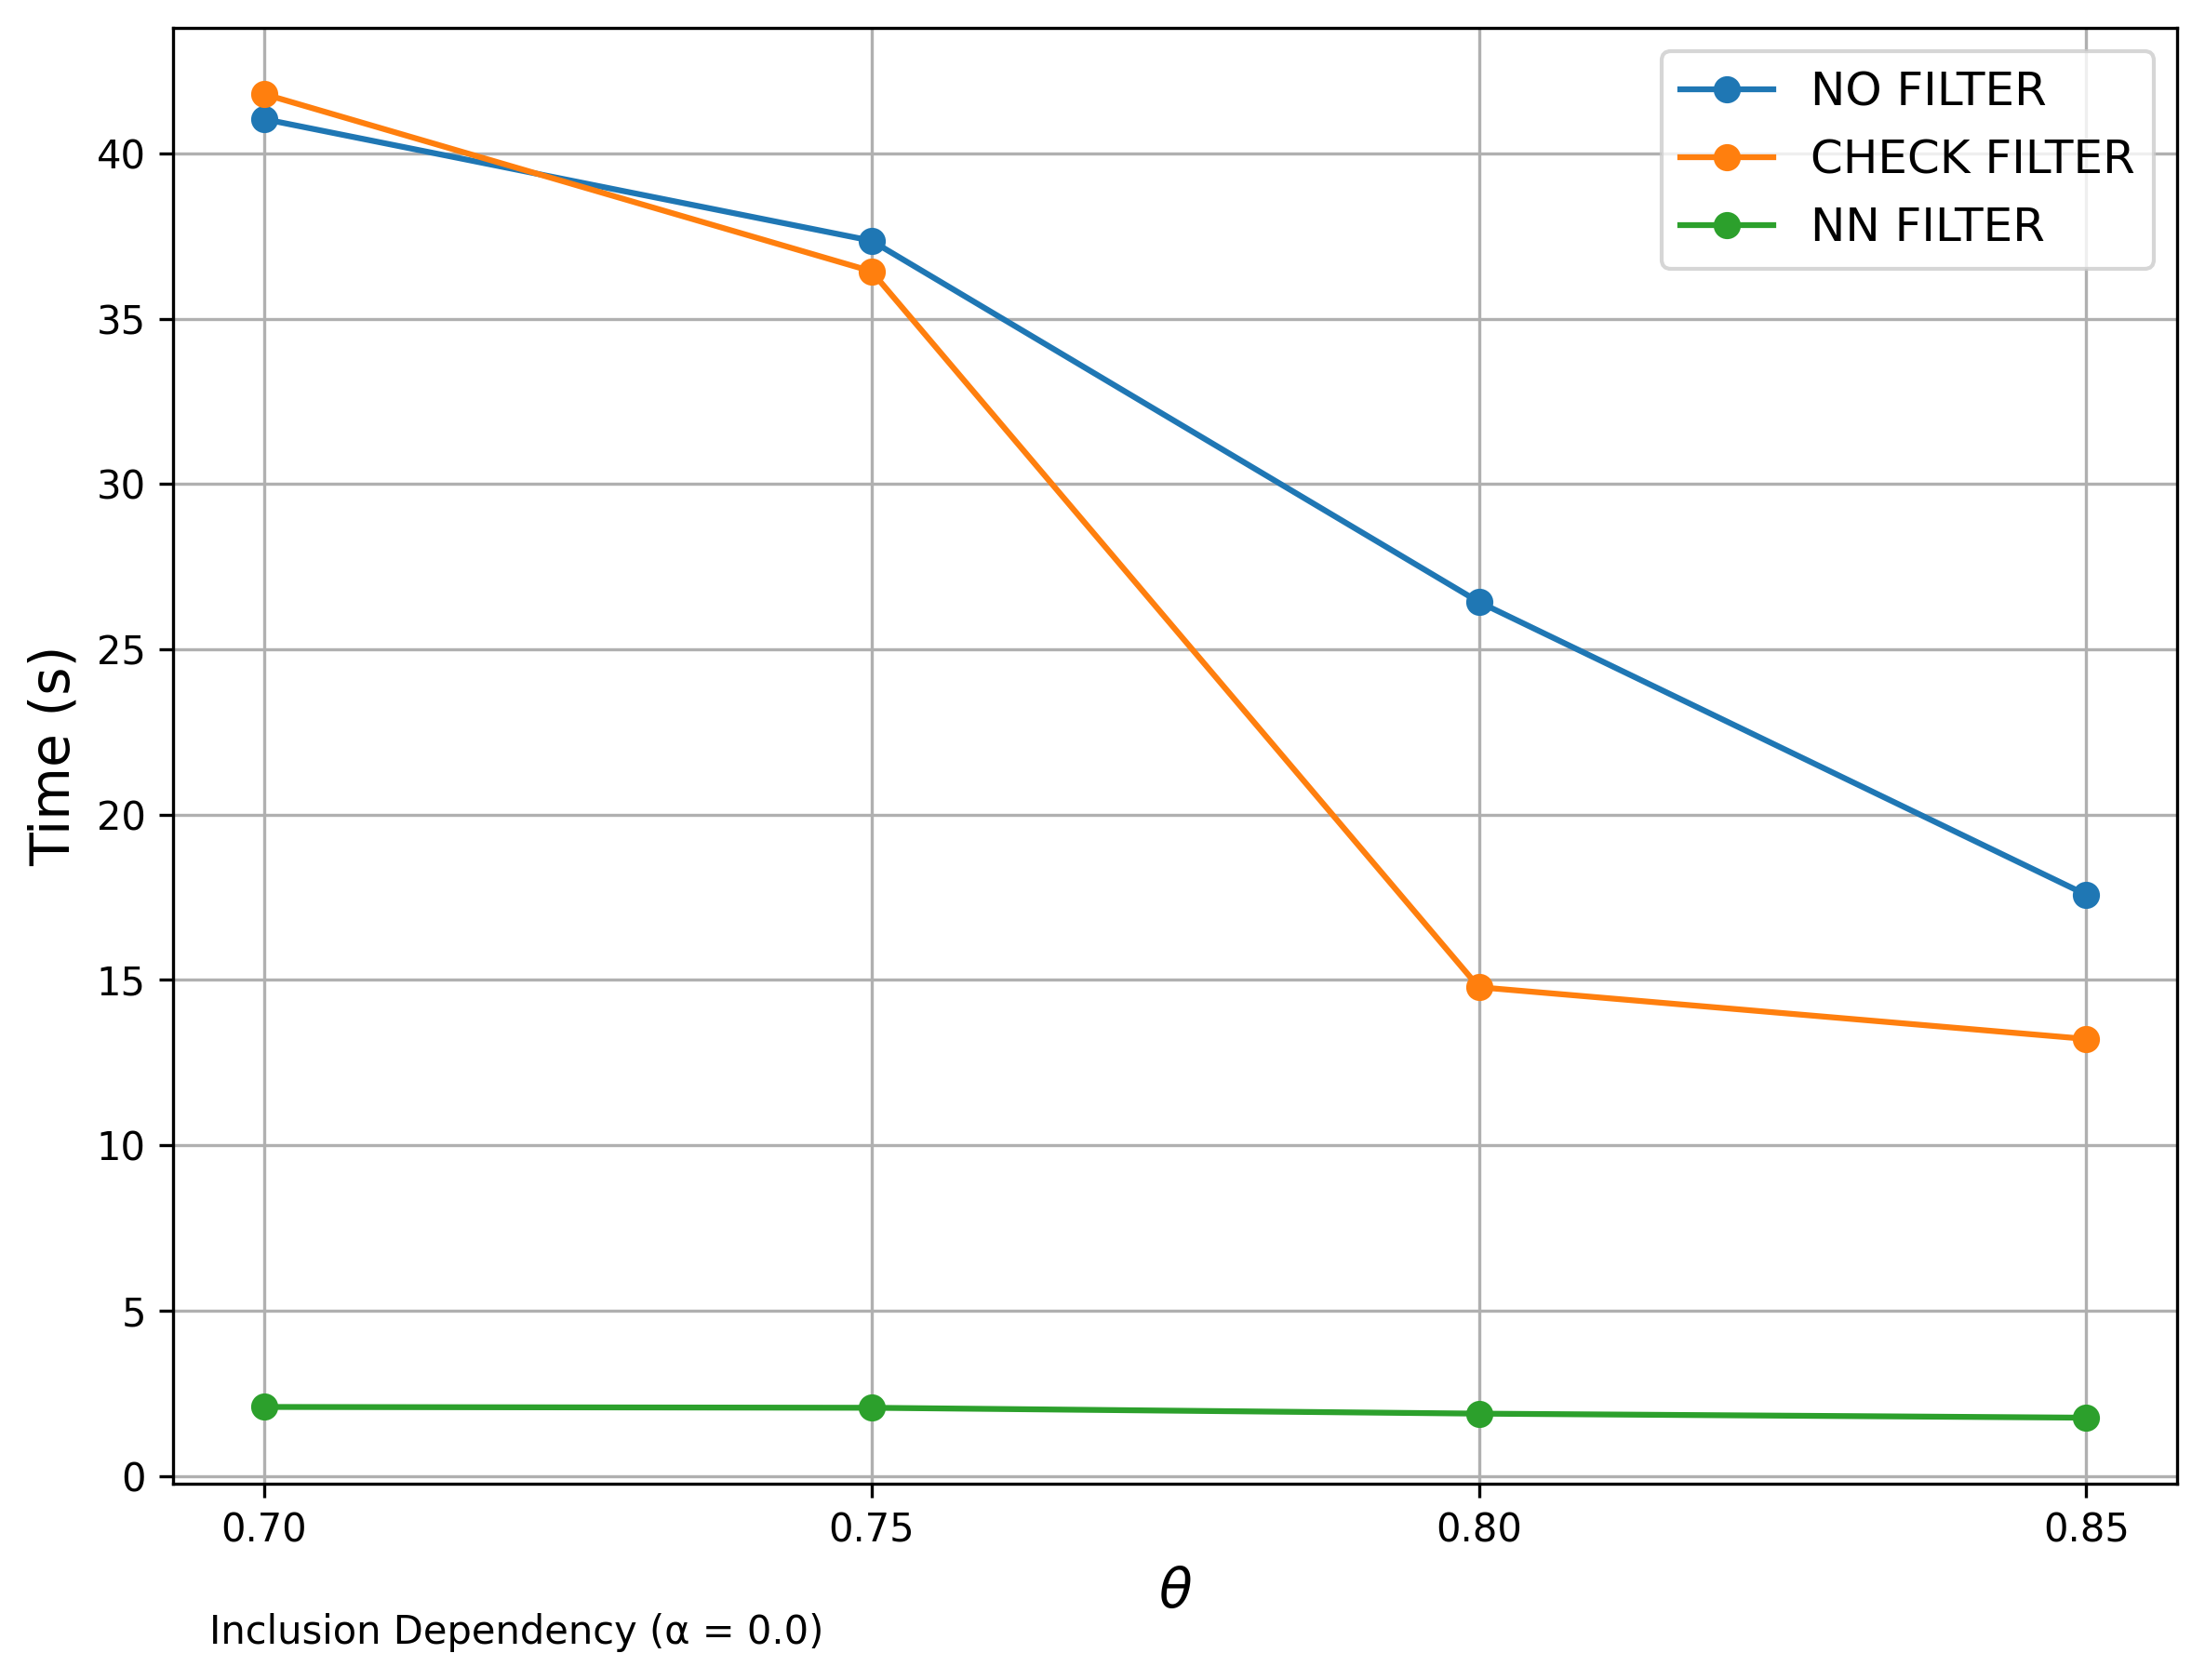 NO FILTER
CHECK FILTER
NN FILTER
Time (s)
40
35
30
25
20
15
10
5
0
0.70 0.75 0.80 0.85
θ
Inclusion Dependency (α = 0.0)